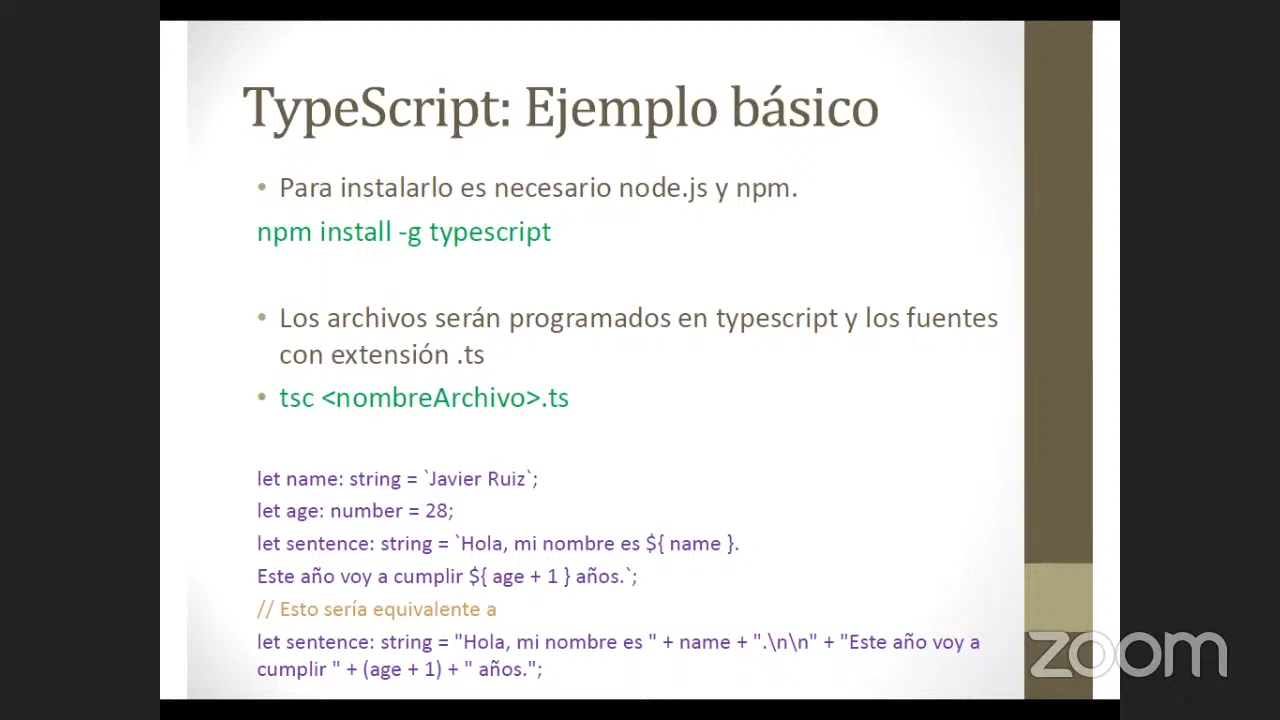 TypeScript: Ejemplo básico
• Para instalarlo es necesario node.js y npm.
npm install -g typescript
• Los archivos serán programados en typescript y los fuentes
con extensión .ts
• tsc <nombreArchivo>.ts
let name: string = `Javier Ruiz`;
let age: number = 28;
let sentence: string = `Hola, mi nombre es ${ name }.
Este año voy a cumplir ${ age + 1 } años.`;
// Esto sería equivalente a
let sentence: string = "Hola, mi nombre es " + name + ".\n\n" + "Este año voy a
cumplir " + (age + 1) + " años.";
zoom